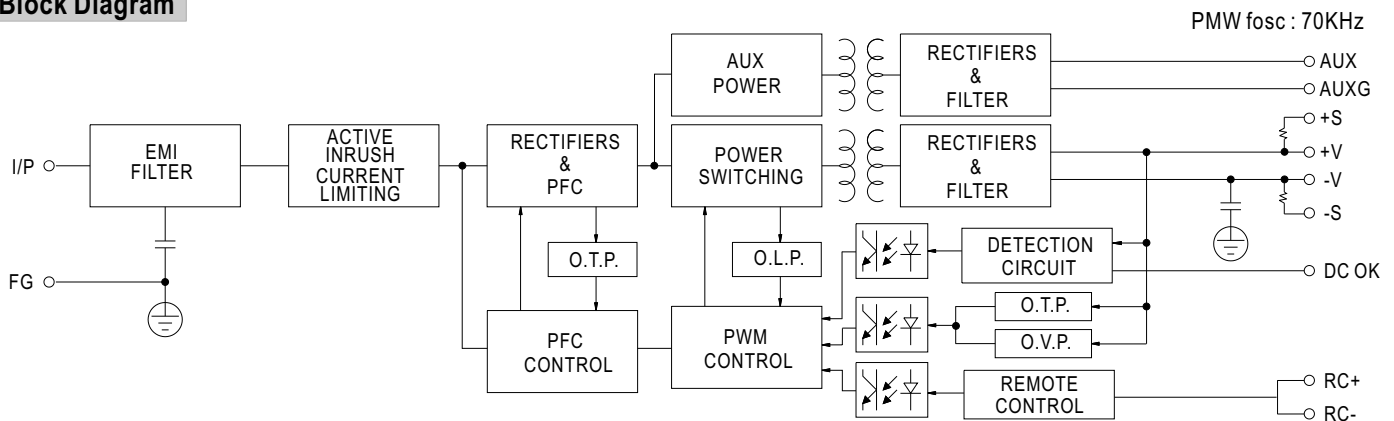 Block Diagram
PMW fosc : 70KHz
AUX
POWER
RECTIFIERS
&
FILTER
AUX
AUXG
I/P
EMI
FILTER
ACTIVE
INRUSH
CURRENT
LIMITING
RECTIFIERS
&
PFC
POWER
SWITCHING
RECTIFIERS
&
FILTER
+S
+V
-V
-S
FG
O.T.P.
O.L.P.
DETECTION
CIRCUIT
DC OK
PFC
CONTROL
PWM
CONTROL
O.T.P.
O.V.P.
REMOTE
CONTROL
RC+
RC-